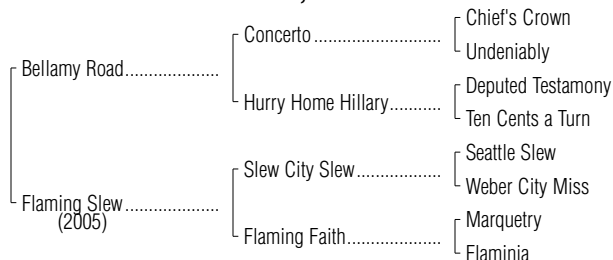 Chief's Crown
Concerto ........................................
Undeniably
Bellamy Road.....................
Deputed Testamony
Hurry Home Hillary...........
Ten Cents a Turn
Seattle Slew
Slew City Slew..................
Weber City Miss
Flaming Slew .....................
(2005)
Marquetry
Flaming Faith.....................
Flaminia